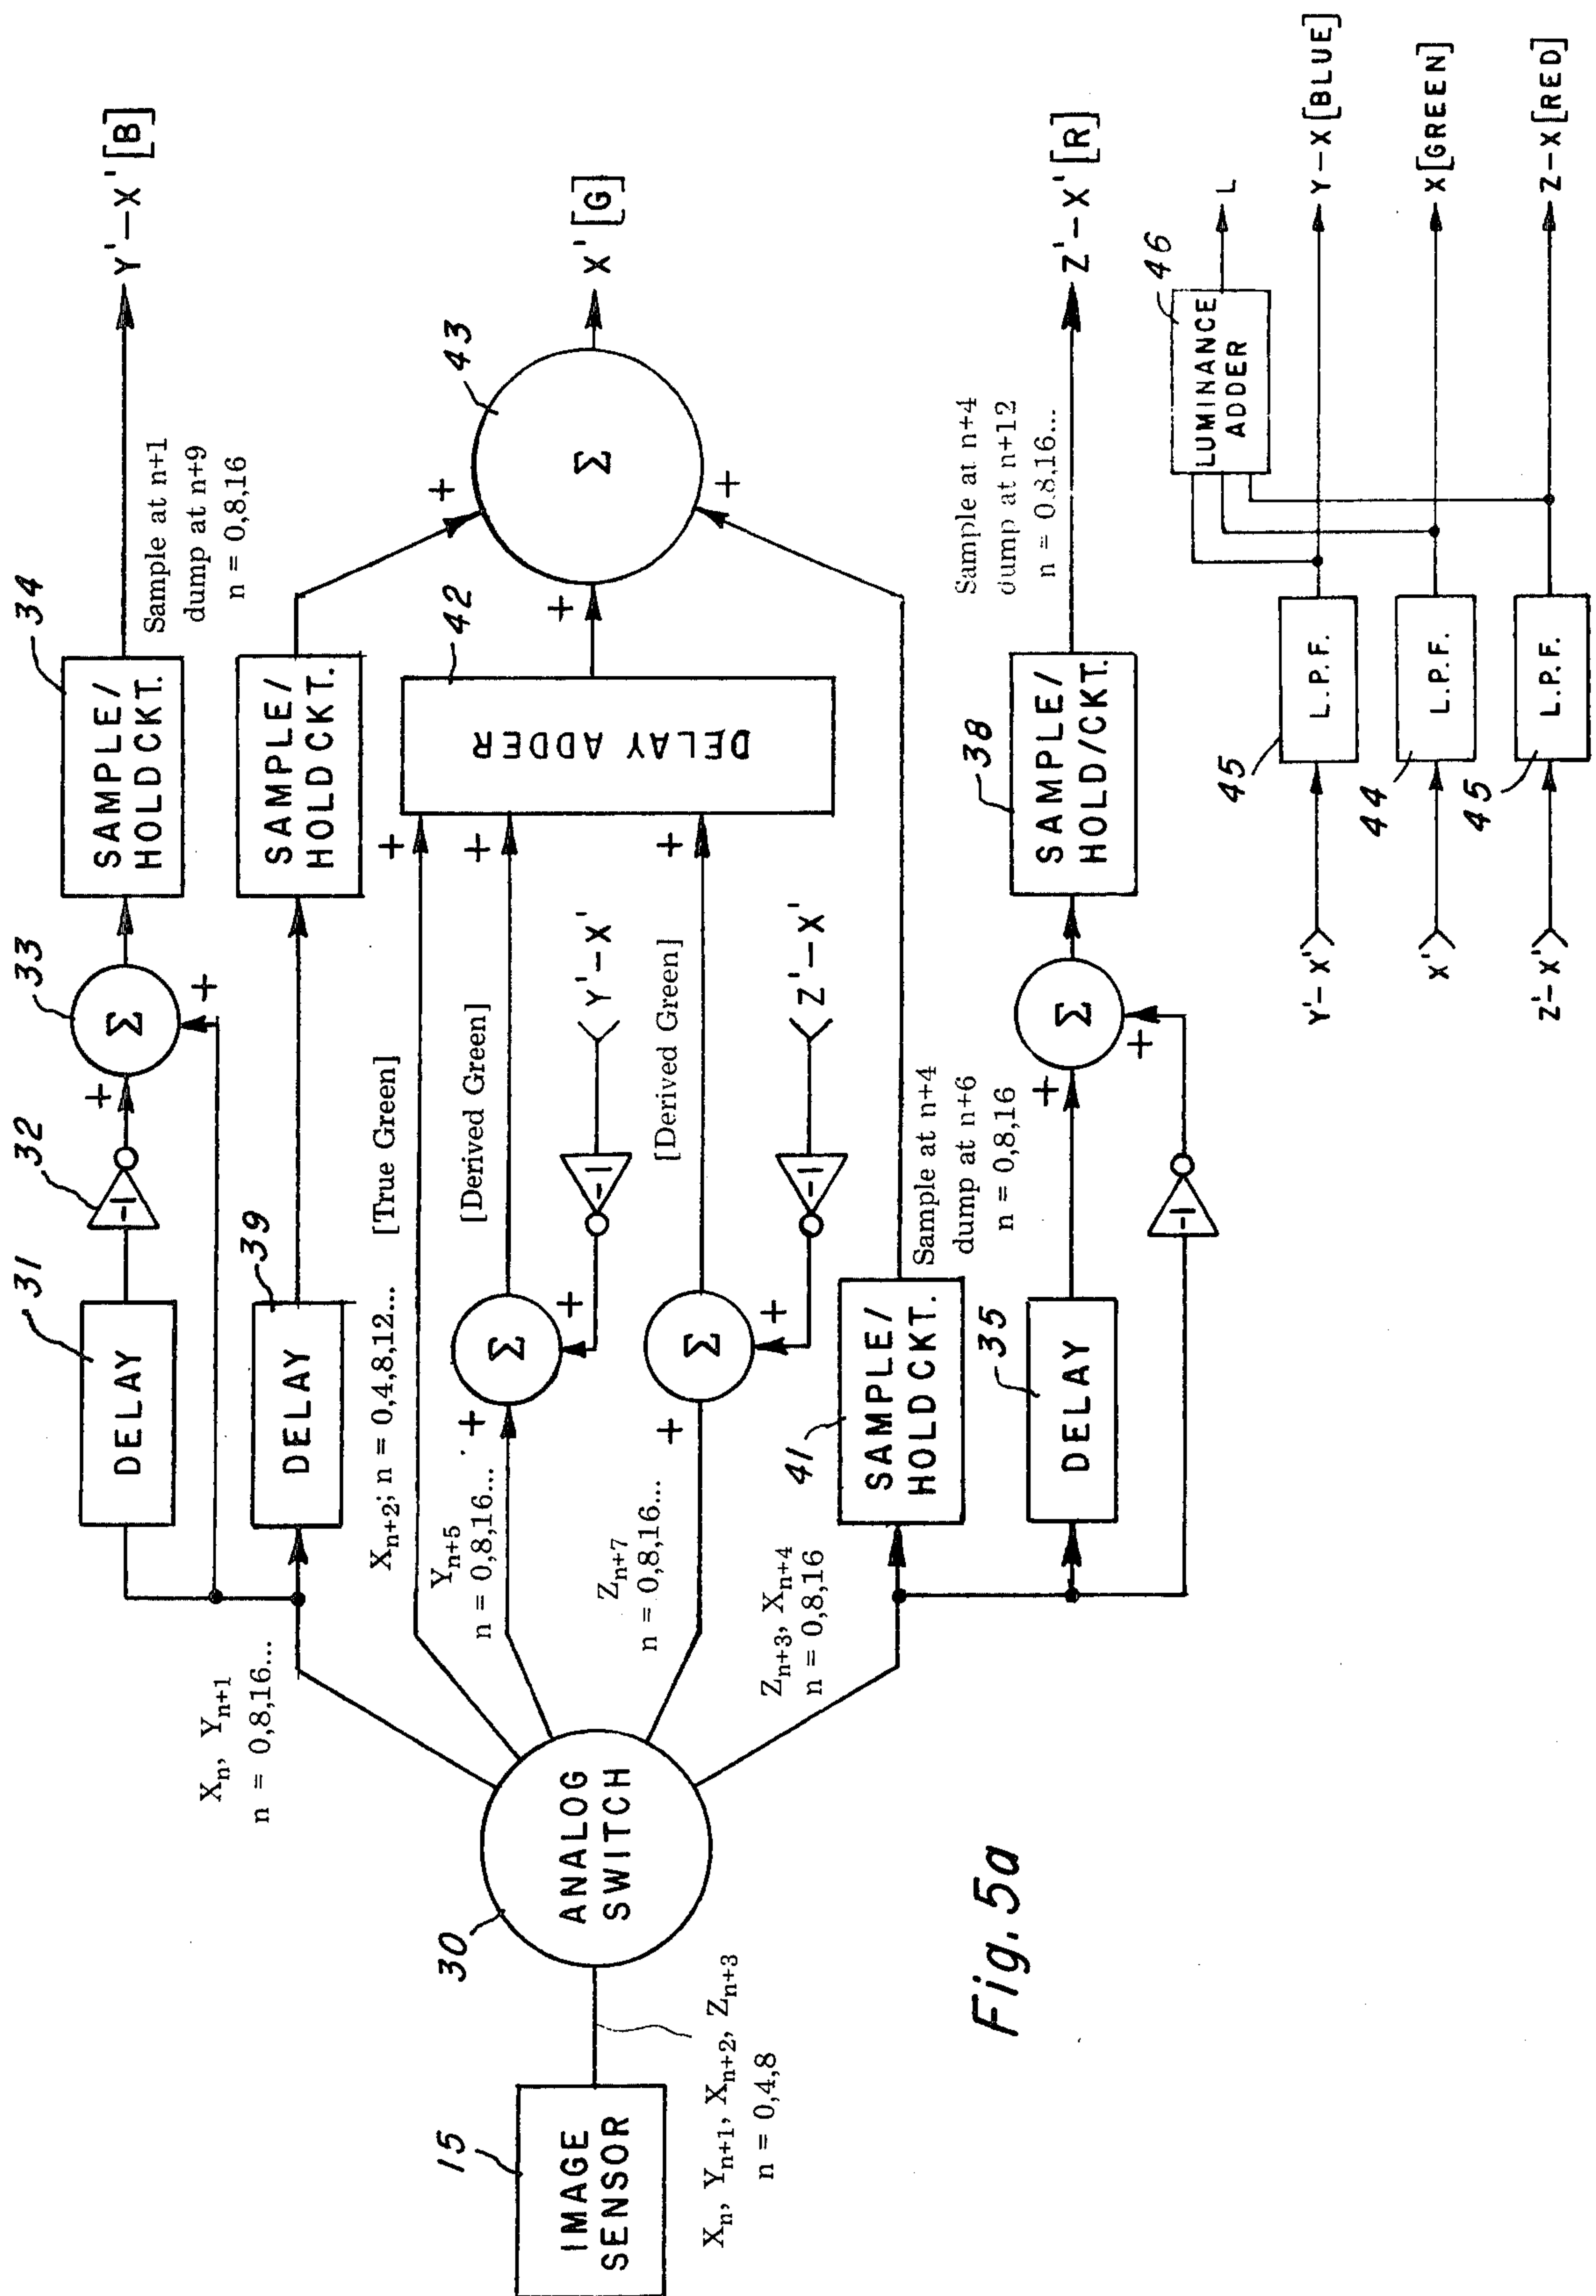 15
IMAGE
SENSOR
Xn, Yn+1, Xn+2, Zn+3
n = 0,4,8
30
ANALOG
SWITCH
Xn, Yn+1
n = 0,8,16...
31
DELAY
32
-1
+
33
Σ
+
34
SAMPLE/
HOLD CKT.
Sample at n+1
dump at n+9
n = 0,8,16
Y'-X' [B]
39
DELAY
SAMPLE/
HOLD CKT.
+
Xn+2; n = 0,4,8,12... [True Green]
+
Yn+5
n = 0,8,16...
+
Σ
+
-1
Y'-X'
[Derived Green]
+
Zn+7
n = 0,8,16...
+
Σ
+
-1
Z'-X'
[Derived Green]
+
42
DELAY ADDER
+
43
Σ
X' [G]
+
Zn+3, Xn+4
n = 0,8,16
41
SAMPLE/
HOLD CKT.
Sample at n+4
dump at n+6
n = 0,8,16
35
DELAY
-1
+
Σ
+
38
SAMPLE/
HOLD/CKT.
Sample at n+4
dump at n+12
n = 0,8,16...
Z'-X' [R]
Y'-X'
45
L.P.F.
Y-X [BLUE]
X'
44
L.P.F.
X [GREEN]
Z'-X'
45
L.P.F.
Z-X [RED]
46
LUMINANCE
ADDER
L
Fig. 5a